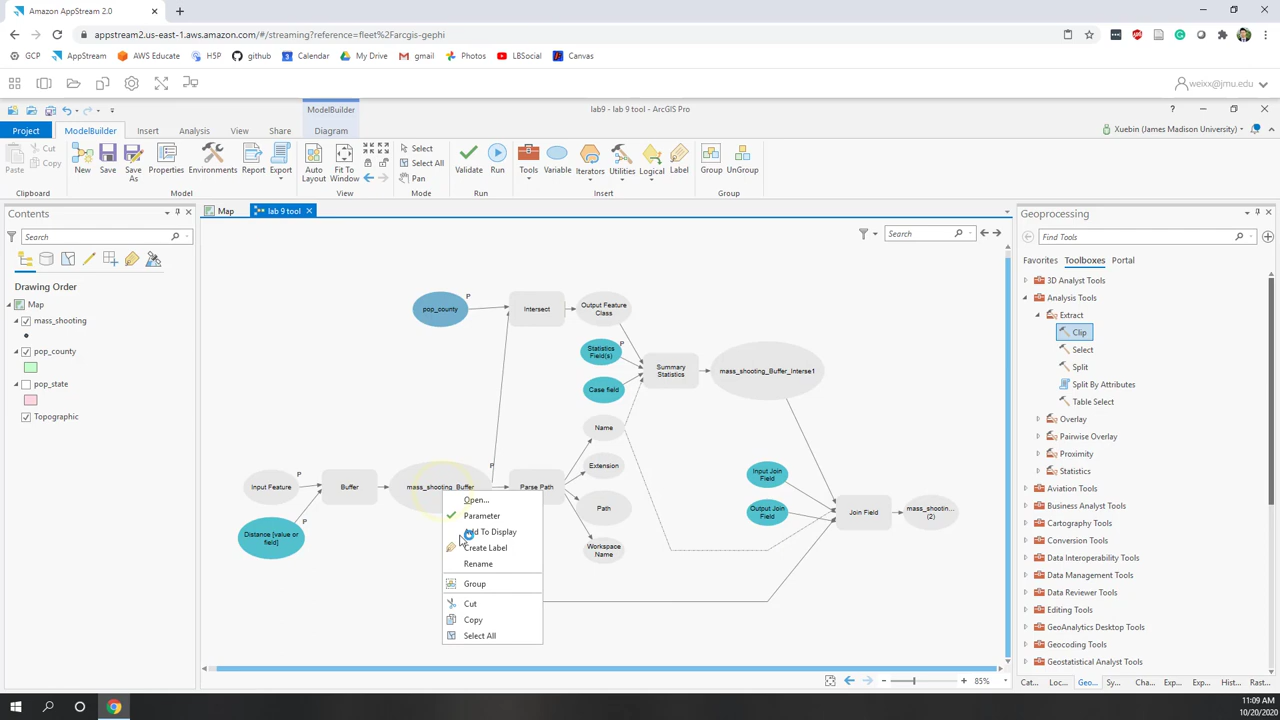 Amazon AppStream 2.0
appstream2.us-east-1.aws.amazon.com/#/streaming?reference=fleet%2Farcgis-gephi
GCP AppStream AWS Educate HSP github Calendar My Drive gmail Photos LBSocial Canvas
weixx@jmu.edu
ModelBuilder
lab9 - lab 9 tool - ArcGIS Pro
Project ModelBuilder Insert Analysis View Share Diagram
Xuebin (James Madison University)
Paste Cut Copy
New Save Save As Properties Environments Report Export
Auto Layout Fit To Window
Select
Select All
Pan
Validate Run
Tools Variable Iterators Utilities Logical Label
Group UnGroup
Clipboard Model View Mode Run Insert Group
Contents
Search
Drawing Order
Map
mass_shooting
pop_county
pop_state
Topographic
Map lab 9 tool
Search
pop_county
P
Intersect
Output Feature
Class
Statistics
Field(s)
P
Case field
Summary
Statistics
mass_shooting_Buffer_Interse1
Name
Extension
Path
Workspace
Name
Input Feature
P
Buffer
mass_shooting_Buffer
P
Parse Path
Distance [value or
field]
P
Input Join
Field
Output Join
Field
Join Field
mass_shootin...
(2)
Open...
Parameter
Add To Display
Create Label
Rename
Group
Cut
Copy
Select All
85%
Geoprocessing
Find Tools
Favorites Toolboxes Portal
3D Analyst Tools
Analysis Tools
Extract
Clip
Select
Split
Split By Attributes
Table Select
Overlay
Pairwise Overlay
Proximity
Statistics
Aviation Tools
Business Analyst Tools
Cartography Tools
Conversion Tools
Data Interoperability Tools
Data Management Tools
Data Reviewer Tools
Editing Tools
GeoAnalytics Desktop Tools
Geocoding Tools
Geostatistical Analyst Tools
Cat... Loc... Geo... Sy... Cha... Exp... Exp... Hist... Rast...
11:09 AM
10/20/2020